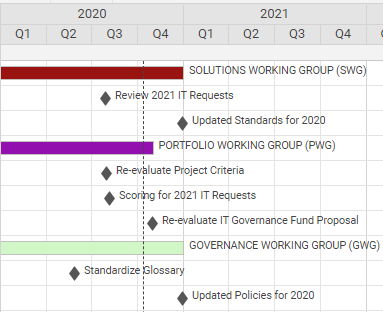 2020 2021
Q1 Q2 Q3 Q4 Q1 Q2 Q3 Q4 Q
SOLUTIONS WORKING GROUP (SWG)
Review 2021 IT Requests
Updated Standards for 2020
PORTFOLIO WORKING GROUP (PWG)
Re-evaluate Project Criteria
Scoring for 2021 IT Requests
Re-evaluate IT Governance Fund Proposal
GOVERNANCE WORKING GROUP (GWG)
Standardize Glossary
Updated Policies for 2020